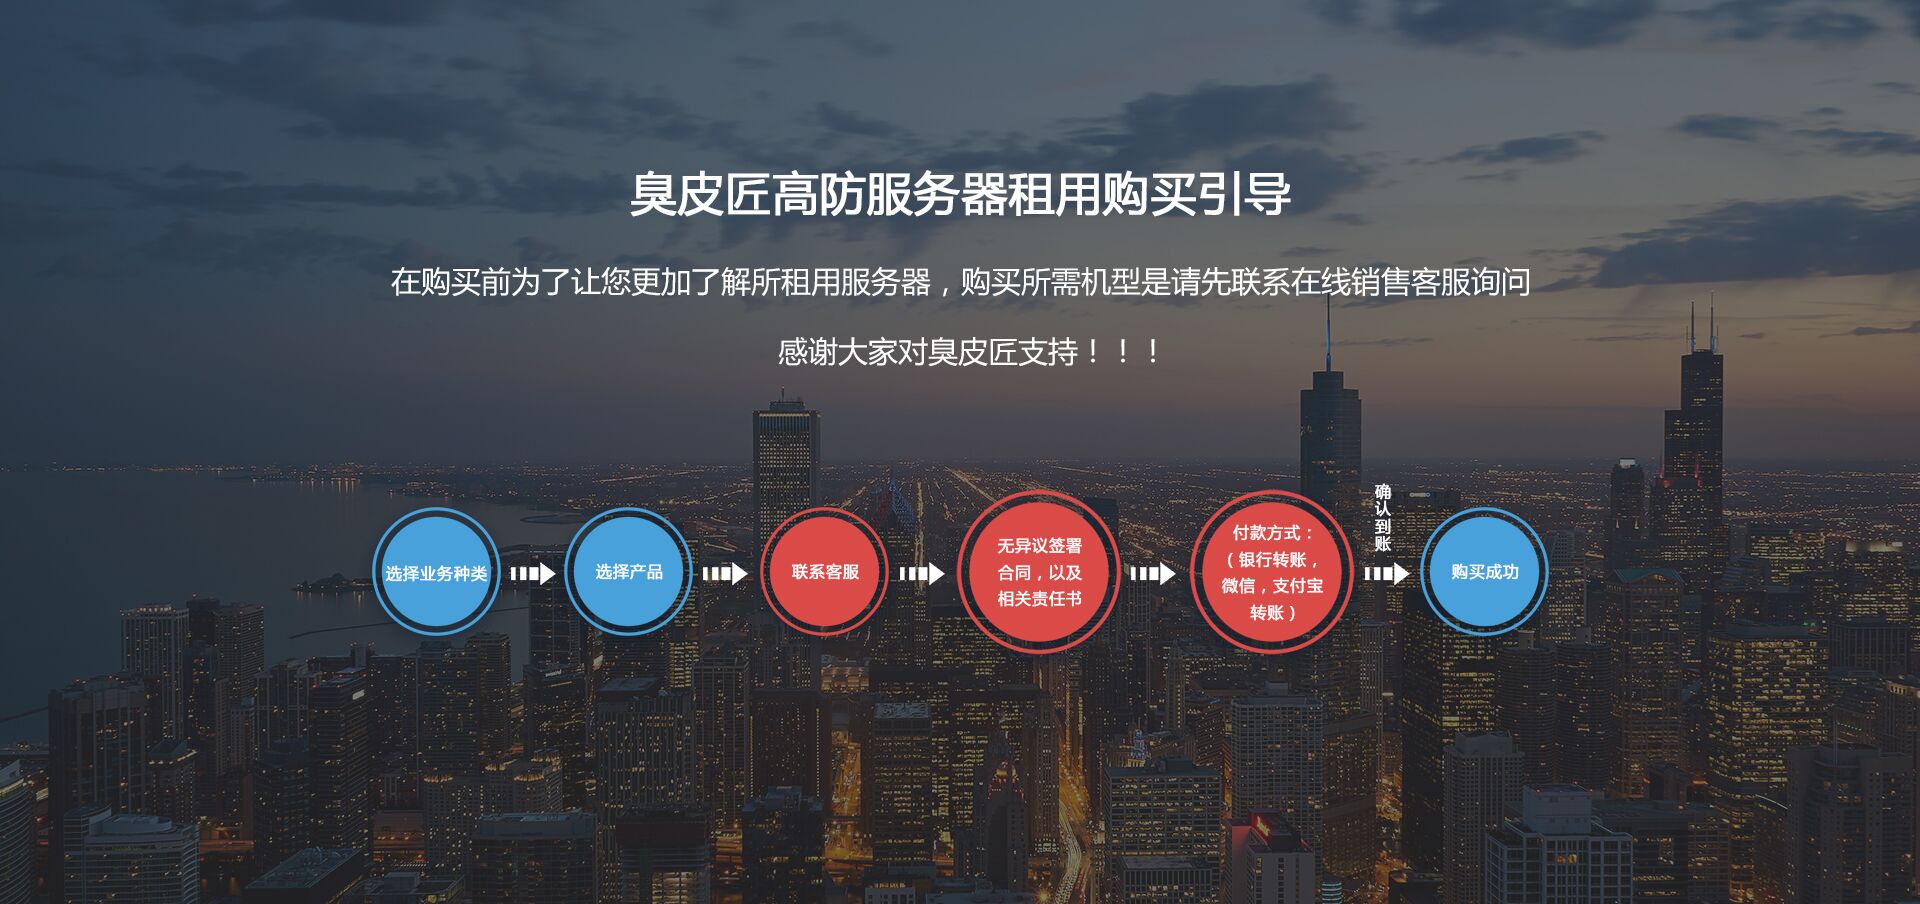 臭皮匠高防服务器租用购买引导
在购买前为了让您更加了解所租用服务器，购买所需机型是请先联系在线销售客服询问
感谢大家对臭皮匠支持！！！
选择业务种类
选择产品
联系客服
无异议签署
合同，以及
相关责任书
付款方式：
（银行转账，
微信，支付宝
转账）
确认到账
购买成功